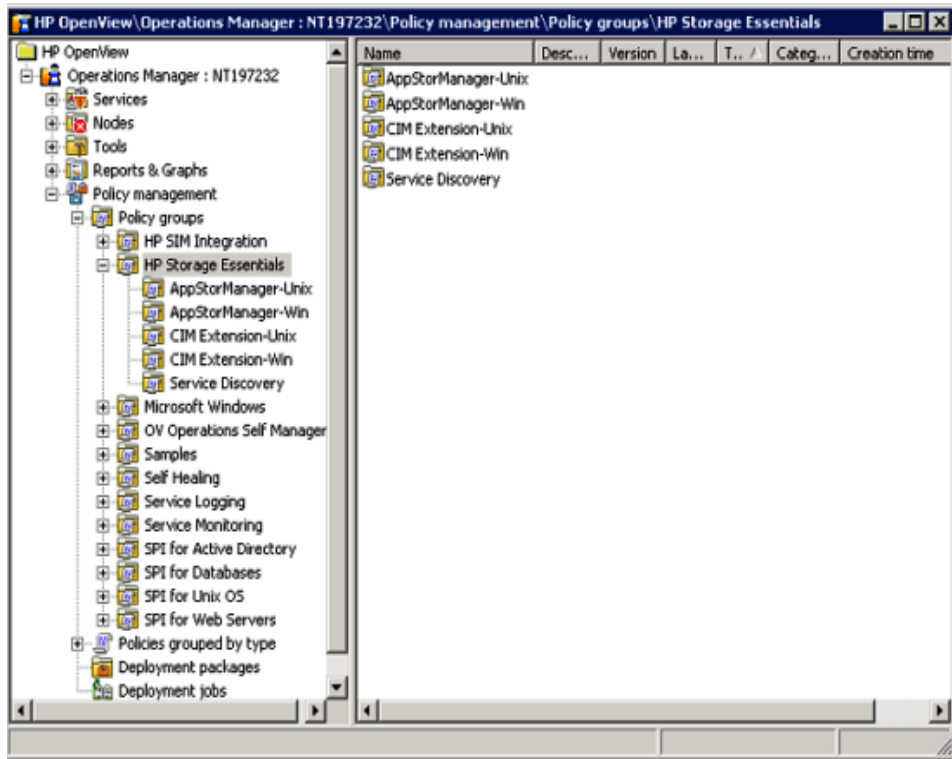 HP OpenView\Operations Manager : NT197232\Policy management\Policy groups\HP Storage Essentials
HP OpenView
Operations Manager : NT197232
Services
Nodes
Tools
Reports & Graphs
Policy management
Policy groups
HP SIM Integration
HP Storage Essentials
AppStorManager-Unix
AppStorManager-Win
CIM Extension-Unix
CIM Extension-Win
Service Discovery
Microsoft Windows
OV Operations Self Manager
Samples
Self Healing
Service Logging
Service Monitoring
SPI for Active Directory
SPI for Databases
SPI for Unix OS
SPI for Web Servers
Policies grouped by type
Deployment packages
Deployment jobs
Name Desc... Version La... T... Categ... Creation time
AppStorManager-Unix
AppStorManager-Win
CIM Extension-Unix
CIM Extension-Win
Service Discovery